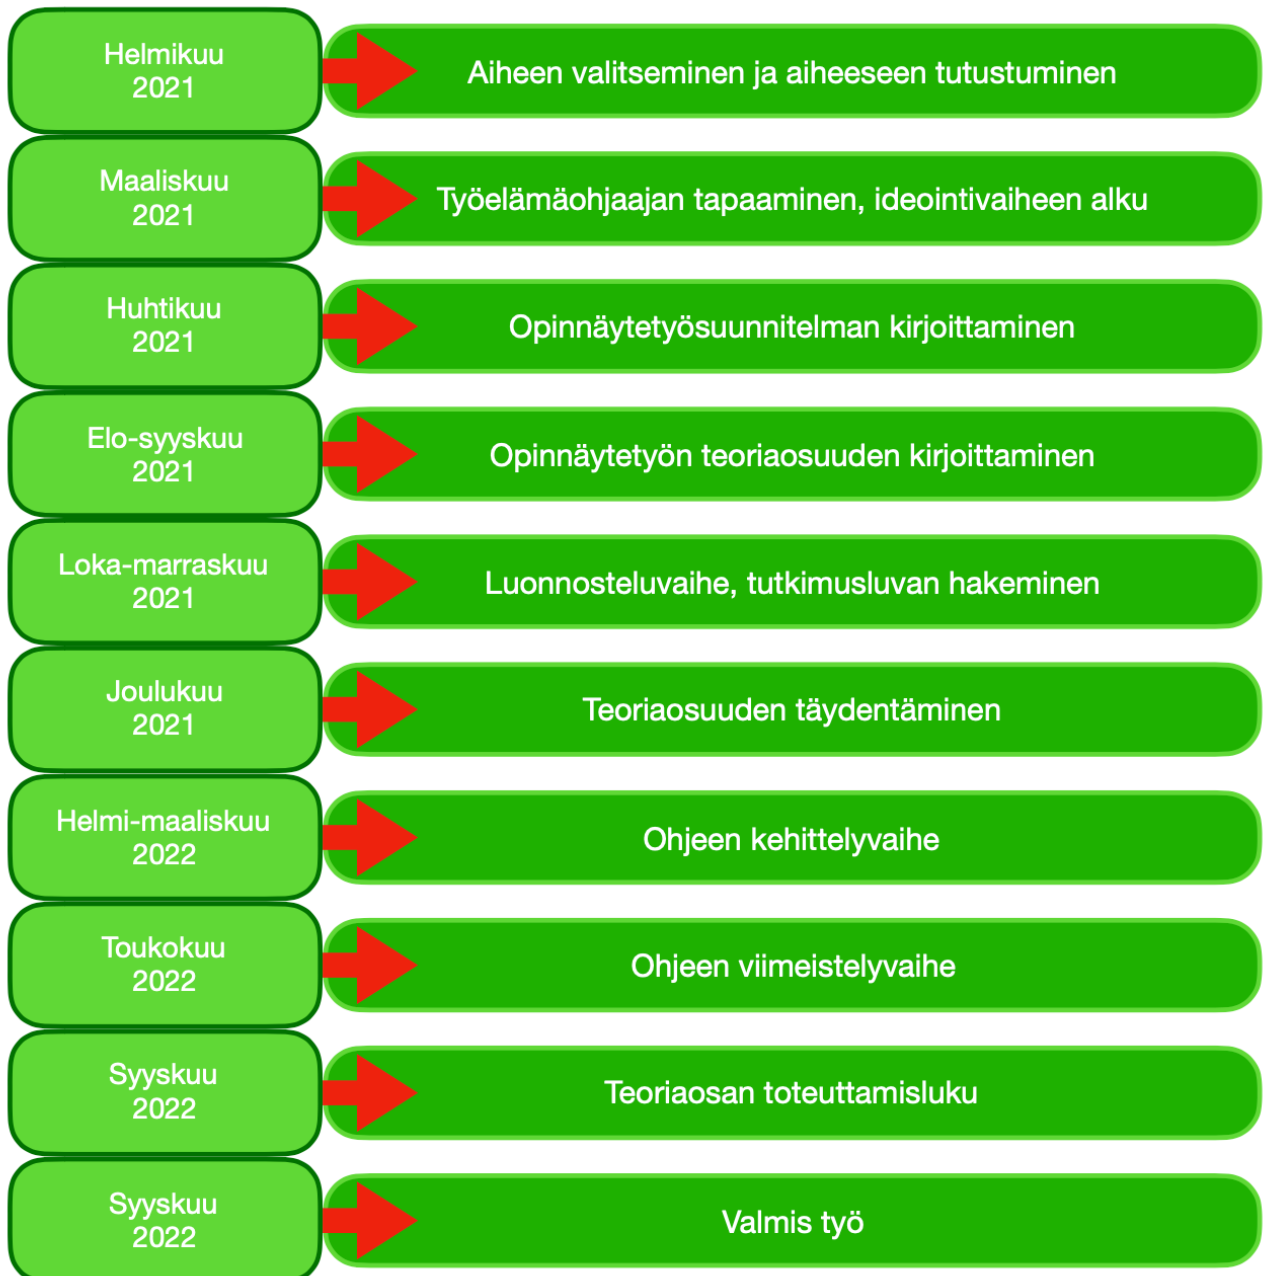 Helmikuu
2021
Aiheen valitseminen ja aiheeseen tutustuminen
Maaliskuu
2021
Työelämäohjaajan tapaaminen, ideointivaiheen alku
Huhtikuu
2021
Opinnäytetyösuunnitelman kirjoittaminen
Elo-syyskuu
2021
Opinnäytetyön teoriaosuuden kirjoittaminen
Loka-marraskuu
2021
Luonnosteluvaihe, tutkimusluvan hakeminen
Joulukuu
2021
Teoriaosuuden täydentäminen
Helmi-maaliskuu
2022
Ohjeen kehittelyvaihe
Toukokuu
2022
Ohjeen viimeistelyvaihe
Syyskuu
2022
Teoriaosan toteuttamisluku
Syyskuu
2022
Valmis työ